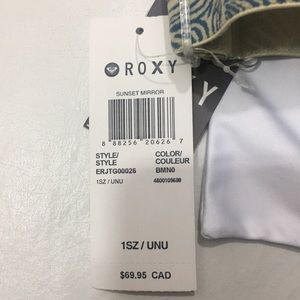 ROXY
SUNSET MIRROR
8 88256 20626 7
STYLE/ COLOR/
STYLE COULEUR
ERJTG00026 BMN0
1SZ / UNU
1SZ / UNU
$69.95 CAD
Y